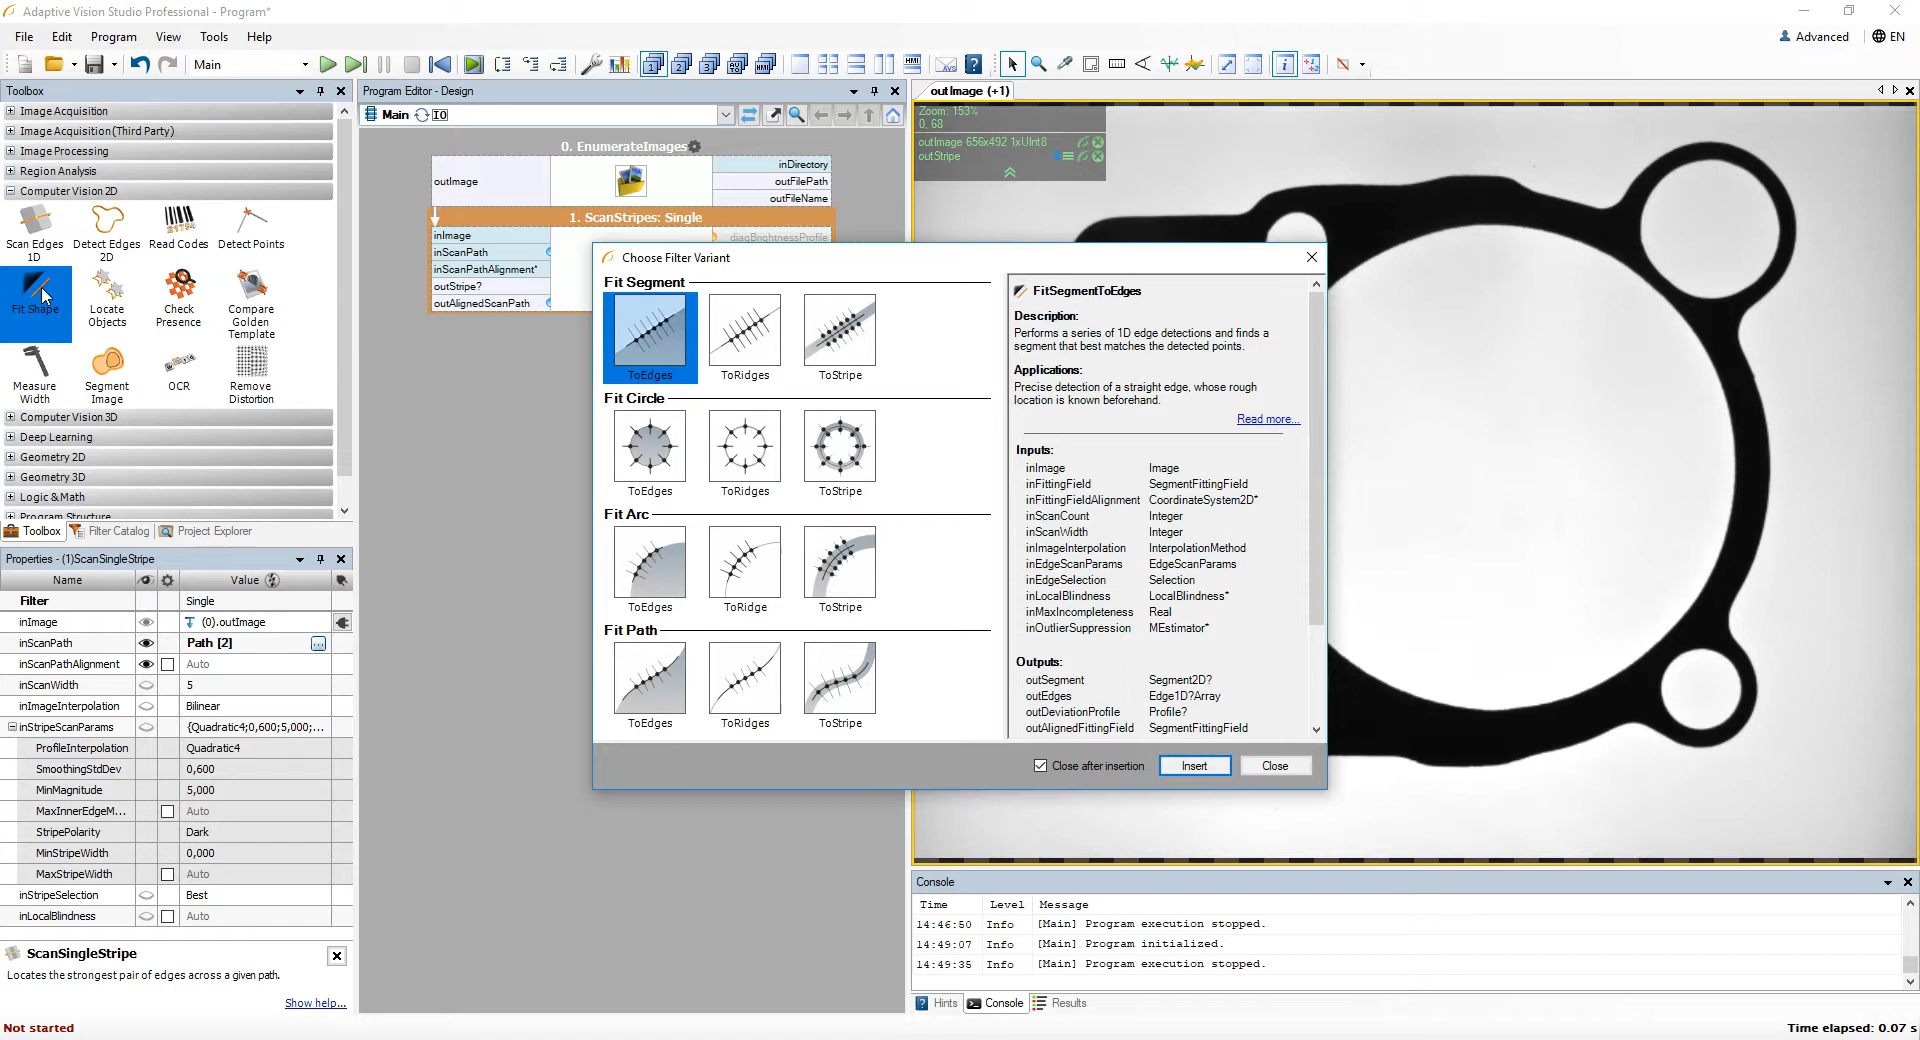 Adaptive Vision Studio Professional - Program*
File Edit Program View Tools Help
Advanced EN
Main
Toolbox
Image Acquisition
Image Acquisition (Third Party)
Image Processing
Region Analysis
Computer Vision 2D
Scan Edges 1D
Detect Edges 2D
Read Codes
Detect Points
Fit Shape
Locate Objects
Check Presence
Compare Golden Template
Measure Width
Segment Image
OCR
Remove Distortion
Computer Vision 3D
Deep Learning
Geometry 2D
Geometry 3D
Logic & Math
Program Structure
Toolbox Filter Catalog Project Explorer
Properties - (1)ScanSingleStripe
Name Value
Filter Single
inImage (0).outImage
inScanPath Path [2]
inScanPathAlignment Auto
inScanWidth 5
inImageInterpolation Bilinear
inStripeScanParams {Quadratic4;0,600;5,000;...
ProfileInterpolation Quadratic4
SmoothingStdDev 0,600
MinMagnitude 5,000
MaxInnerEdgeM... Auto
StripePolarity Dark
MinStripeWidth 0,000
MaxStripeWidth Auto
inStripeSelection Best
inLocalBlindness Auto
ScanSingleStripe
Locates the strongest pair of edges across a given path.
Show help...
Not started
Program Editor - Design
Main IO
0. EnumerateImages
outImage
inDirectory
outFilePath
outFileName
1. ScanStripes: Single
inImage
inScanPath
inScanPathAlignment*
outStripe?
outAlignedScanPath
diagBrightnessProfile
Choose Filter Variant
Fit Segment
ToEdges ToRidges ToStripe
Fit Circle
ToEdges ToRidges ToStripe
Fit Arc
ToEdges ToRidge ToStripe
Fit Path
ToEdges ToRidges ToStripe
FitSegmentToEdges
Description:
Performs a series of 1D edge detections and finds a
segment that best matches the detected points.
Applications:
Precise detection of a straight edge, whose rough
location is known beforehand.
Read more...
Inputs:
inImage Image
inFittingField SegmentFittingField
inFittingFieldAlignment CoordinateSystem2D*
inScanCount Integer
inScanWidth Integer
inImageInterpolation InterpolationMethod
inEdgeScanParams EdgeScanParams
inEdgeSelection Selection
inLocalBlindness LocalBlindness*
inMaxIncompleteness Real
inOutlierSuppression MEstimator*
Outputs:
outSegment Segment2D?
outEdges Edge1D?Array
outDeviationProfile Profile?
outAlignedFittingField SegmentFittingField
Close after insertion Insert Close
outImage (+1)
Zoom: 153%
0, 68
outImage 656x492 1xUInt8
outStripe
Console
Time Level Message
14:46:50 Info [Main] Program execution stopped.
14:49:07 Info [Main] Program initialized.
14:49:35 Info [Main] Program execution stopped.
Hints Console Results
Time elapsed: 0.07 s